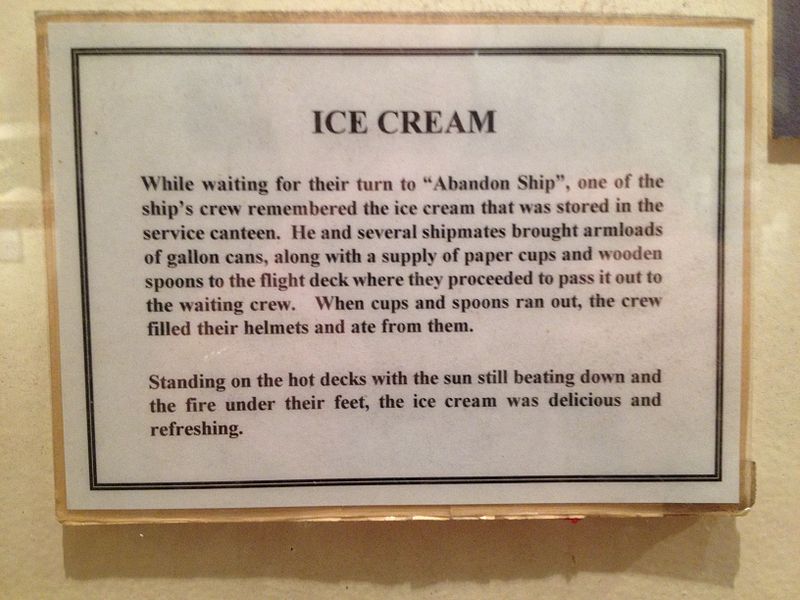 ICE CREAM
While waiting for their turn to “Abandon Ship”, one of the
ship’s crew remembered the ice cream that was stored in the
service canteen.  He and several shipmates brought armloads
of gallon cans, along with a supply of paper cups and wooden
spoons to the flight deck where they proceeded to pass it out to
the waiting crew.   When cups and spoons ran out, the crew
filled their helmets and ate from them.
Standing on the hot decks with the sun still beating down and
the fire under their feet, the ice cream was delicious and
refreshing.